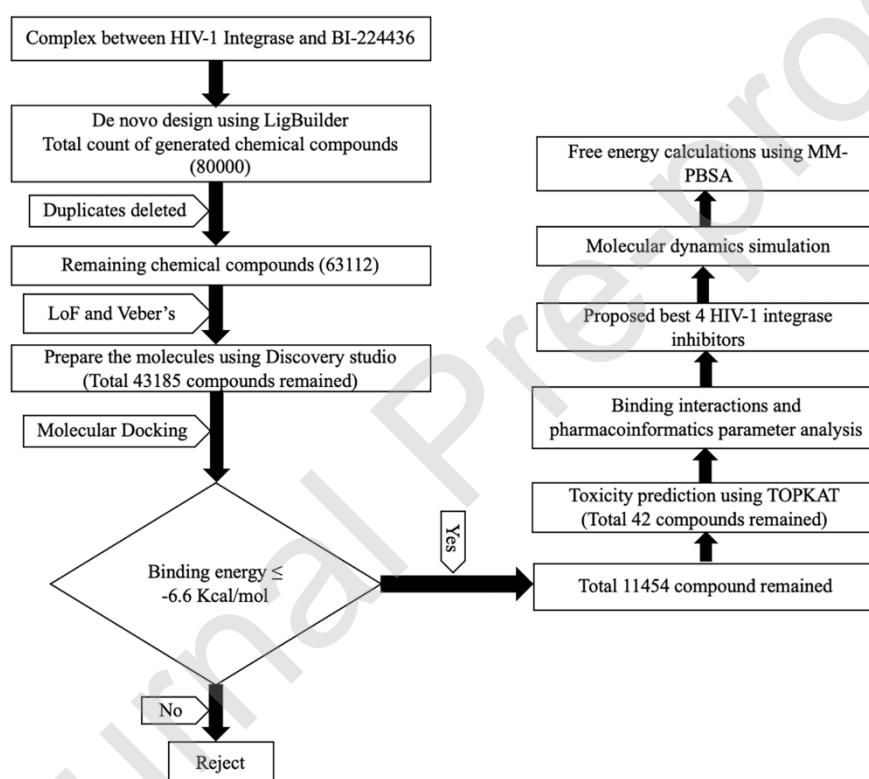 Complex between HIV-1 Integrase and BI-224436
De novo design using LigBuilder
Total count of generated chemical compounds
(80000)
Duplicates deleted
Remaining chemical compounds (63112)
LoF and Veber's
Prepare the molecules using Discovery studio
(Total 43185 compounds remained)
Molecular Docking
Binding energy ≤
-6.6 Kcal/mol
No
Reject
Yes
Total 11454 compound remained
Toxicity prediction using TOPKAT
(Total 42 compounds remained)
Binding interactions and
pharmacoinformatics parameter analysis
Proposed best 4 HIV-1 integrase
inhibitors
Molecular dynamics simulation
Free energy calculations using MM-
PBSA
urnal Pre-proo